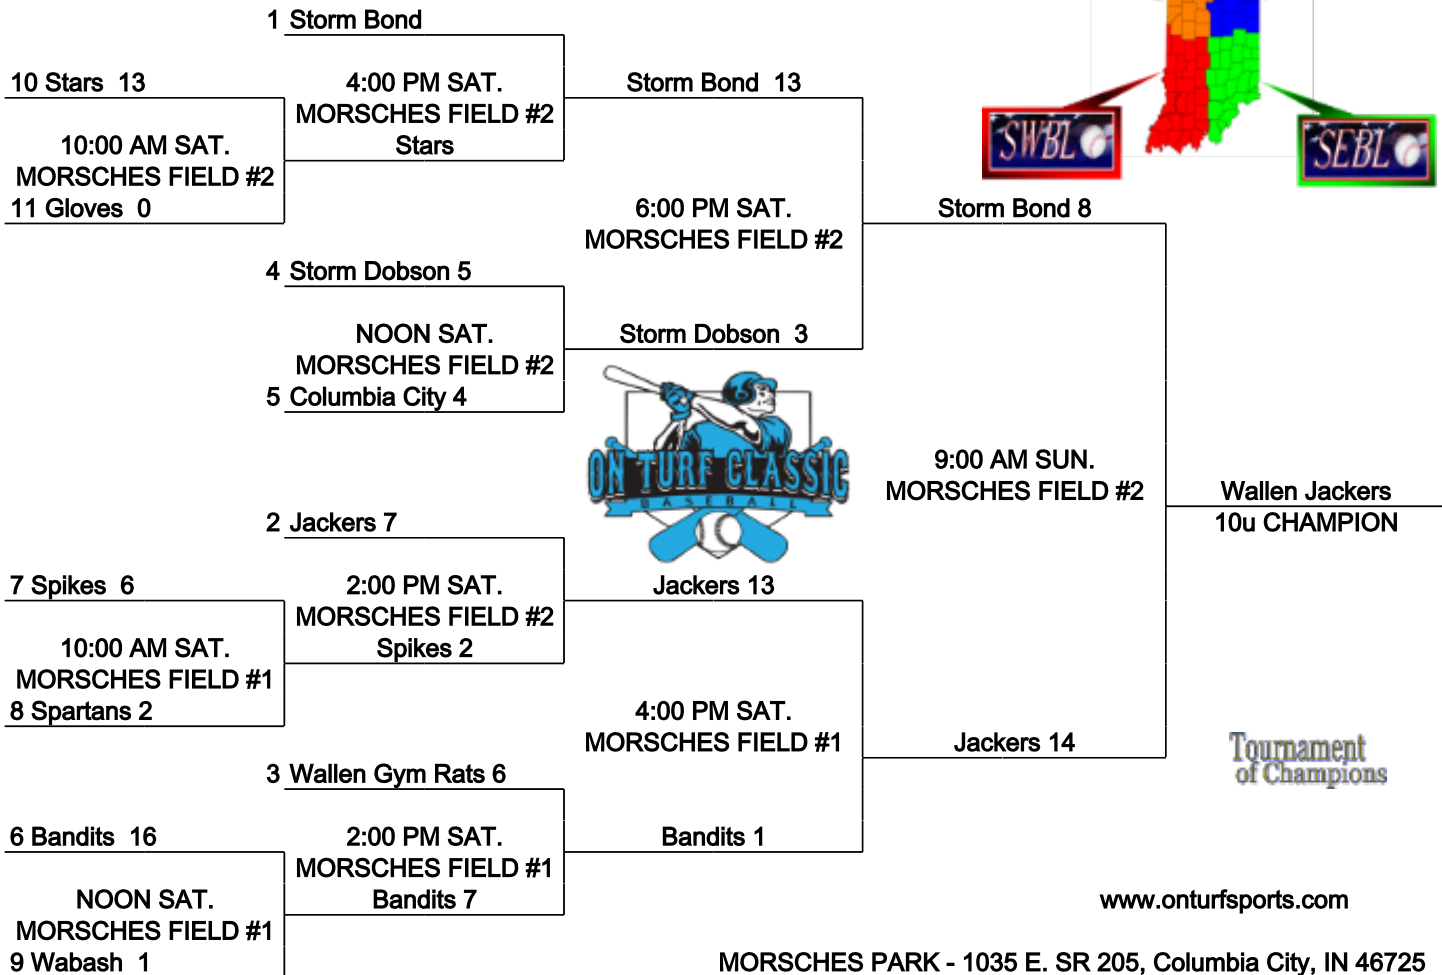 1 Storm Bond
10 Stars 13
4:00 PM SAT.
Storm Bond 13
MORSCHES FIELD #2
10:00 AM SAT.
Stars
SWBL
SEBL
MORSCHES FIELD #2
11 Gloves 0
6:00 PM SAT.
Storm Bond 8
MORSCHES FIELD #2
4 Storm Dobson 5
NOON SAT.
Storm Dobson 3
MORSCHES FIELD #2
5 Columbia City 4
ON TURF CLASSIC
BASEBALL
9:00 AM SUN.
MORSCHES FIELD #2
Wallen Jackers
10u CHAMPION
2 Jackers 7
7 Spikes 6
2:00 PM SAT.
Jackers 13
MORSCHES FIELD #2
10:00 AM SAT.
Spikes 2
MORSCHES FIELD #1
8 Spartans 2
4:00 PM SAT.
MORSCHES FIELD #1
Jackers 14
Tournament
of Champions
3 Wallen Gym Rats 6
6 Bandits 16
2:00 PM SAT.
Bandits 1
MORSCHES FIELD #1
NOON SAT.
Bandits 7
www.onturfsports.com
MORSCHES FIELD #1
9 Wabash 1
MORSCHES PARK - 1035 E. SR 205, Columbia City, IN 46725